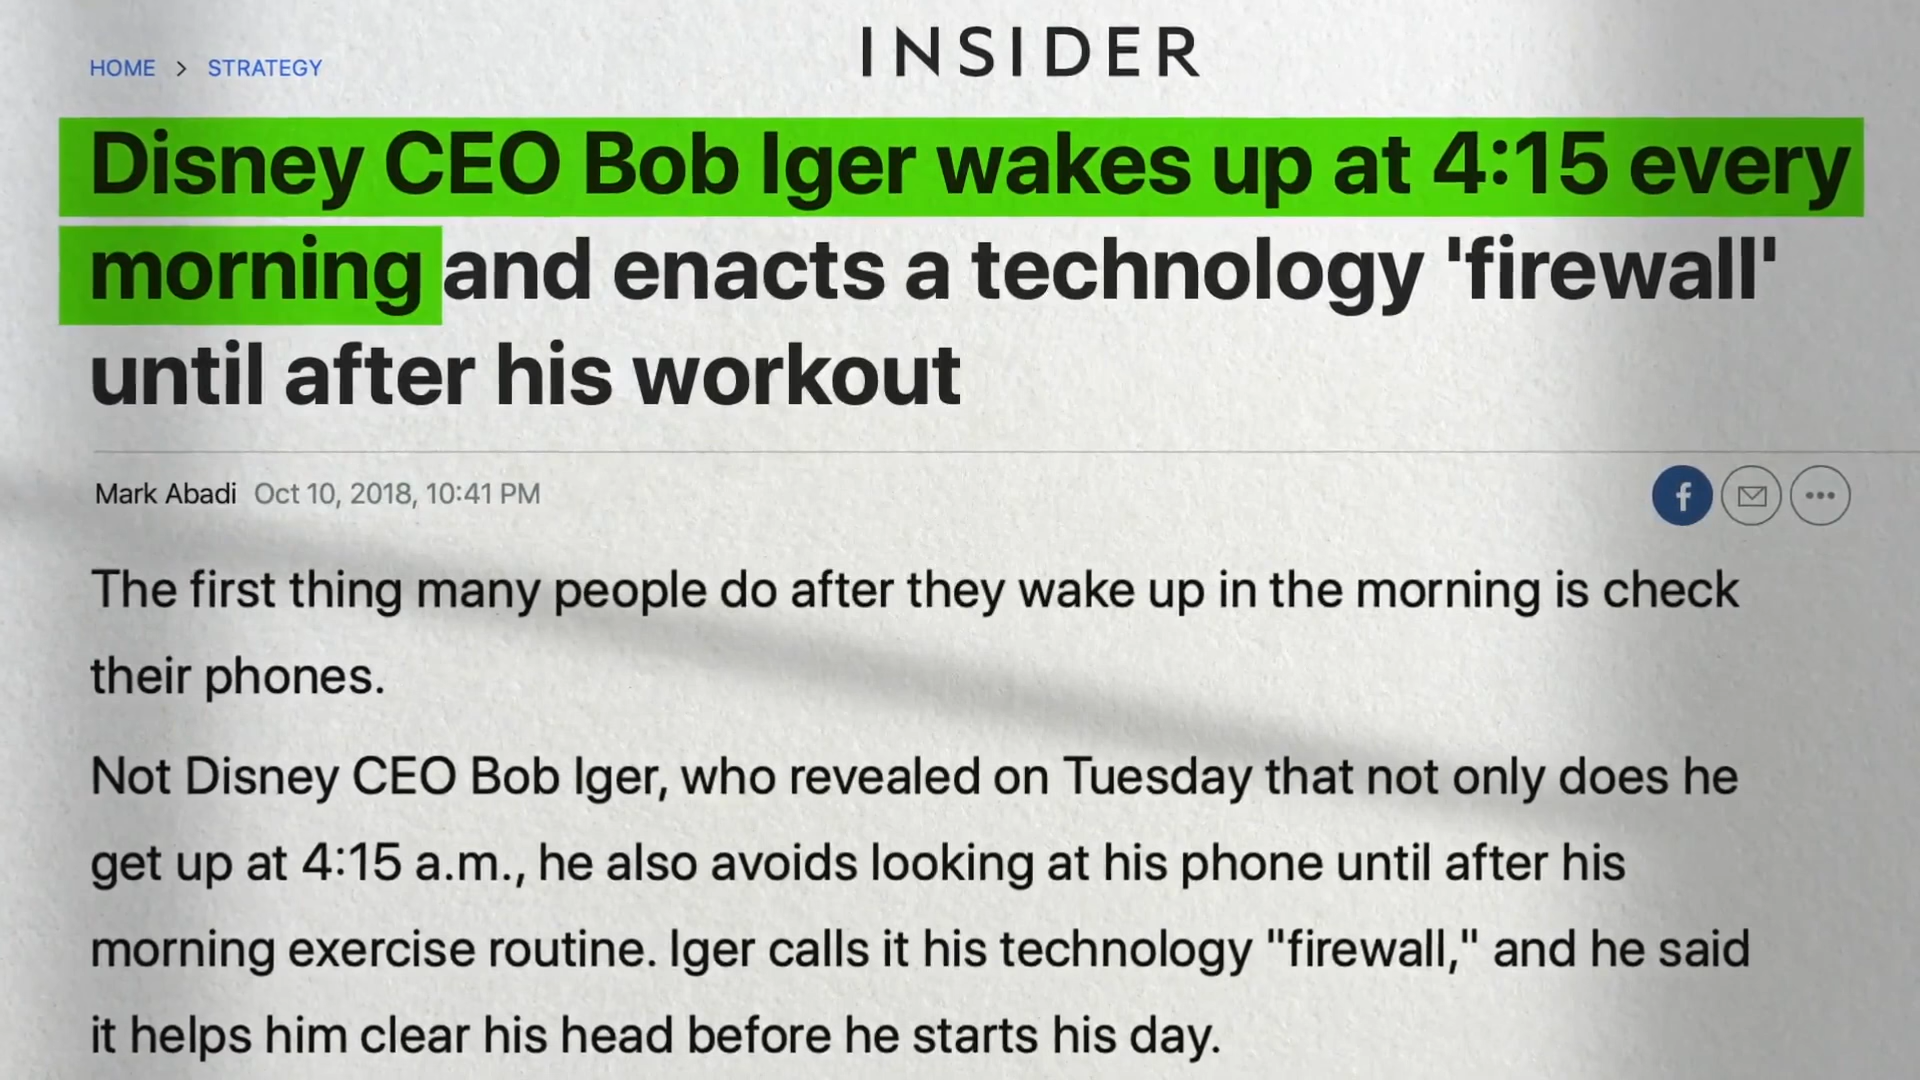 INSIDER
HOME > STRATEGY
Disney CEO Bob Iger wakes up at 4:15 every
morning and enacts a technology 'firewall'
until after his workout
Mark Abadi Oct 10, 2018, 10:41 PM
f
The first thing many people do after they wake up in the morning is check
their phones.
Not Disney CEO Bob Iger, who revealed on Tuesday that not only does he
get up at 4:15 a.m., he also avoids looking at his phone until after his
morning exercise routine. Iger calls it his technology "firewall," and he said
it helps him clear his head before he starts his day.